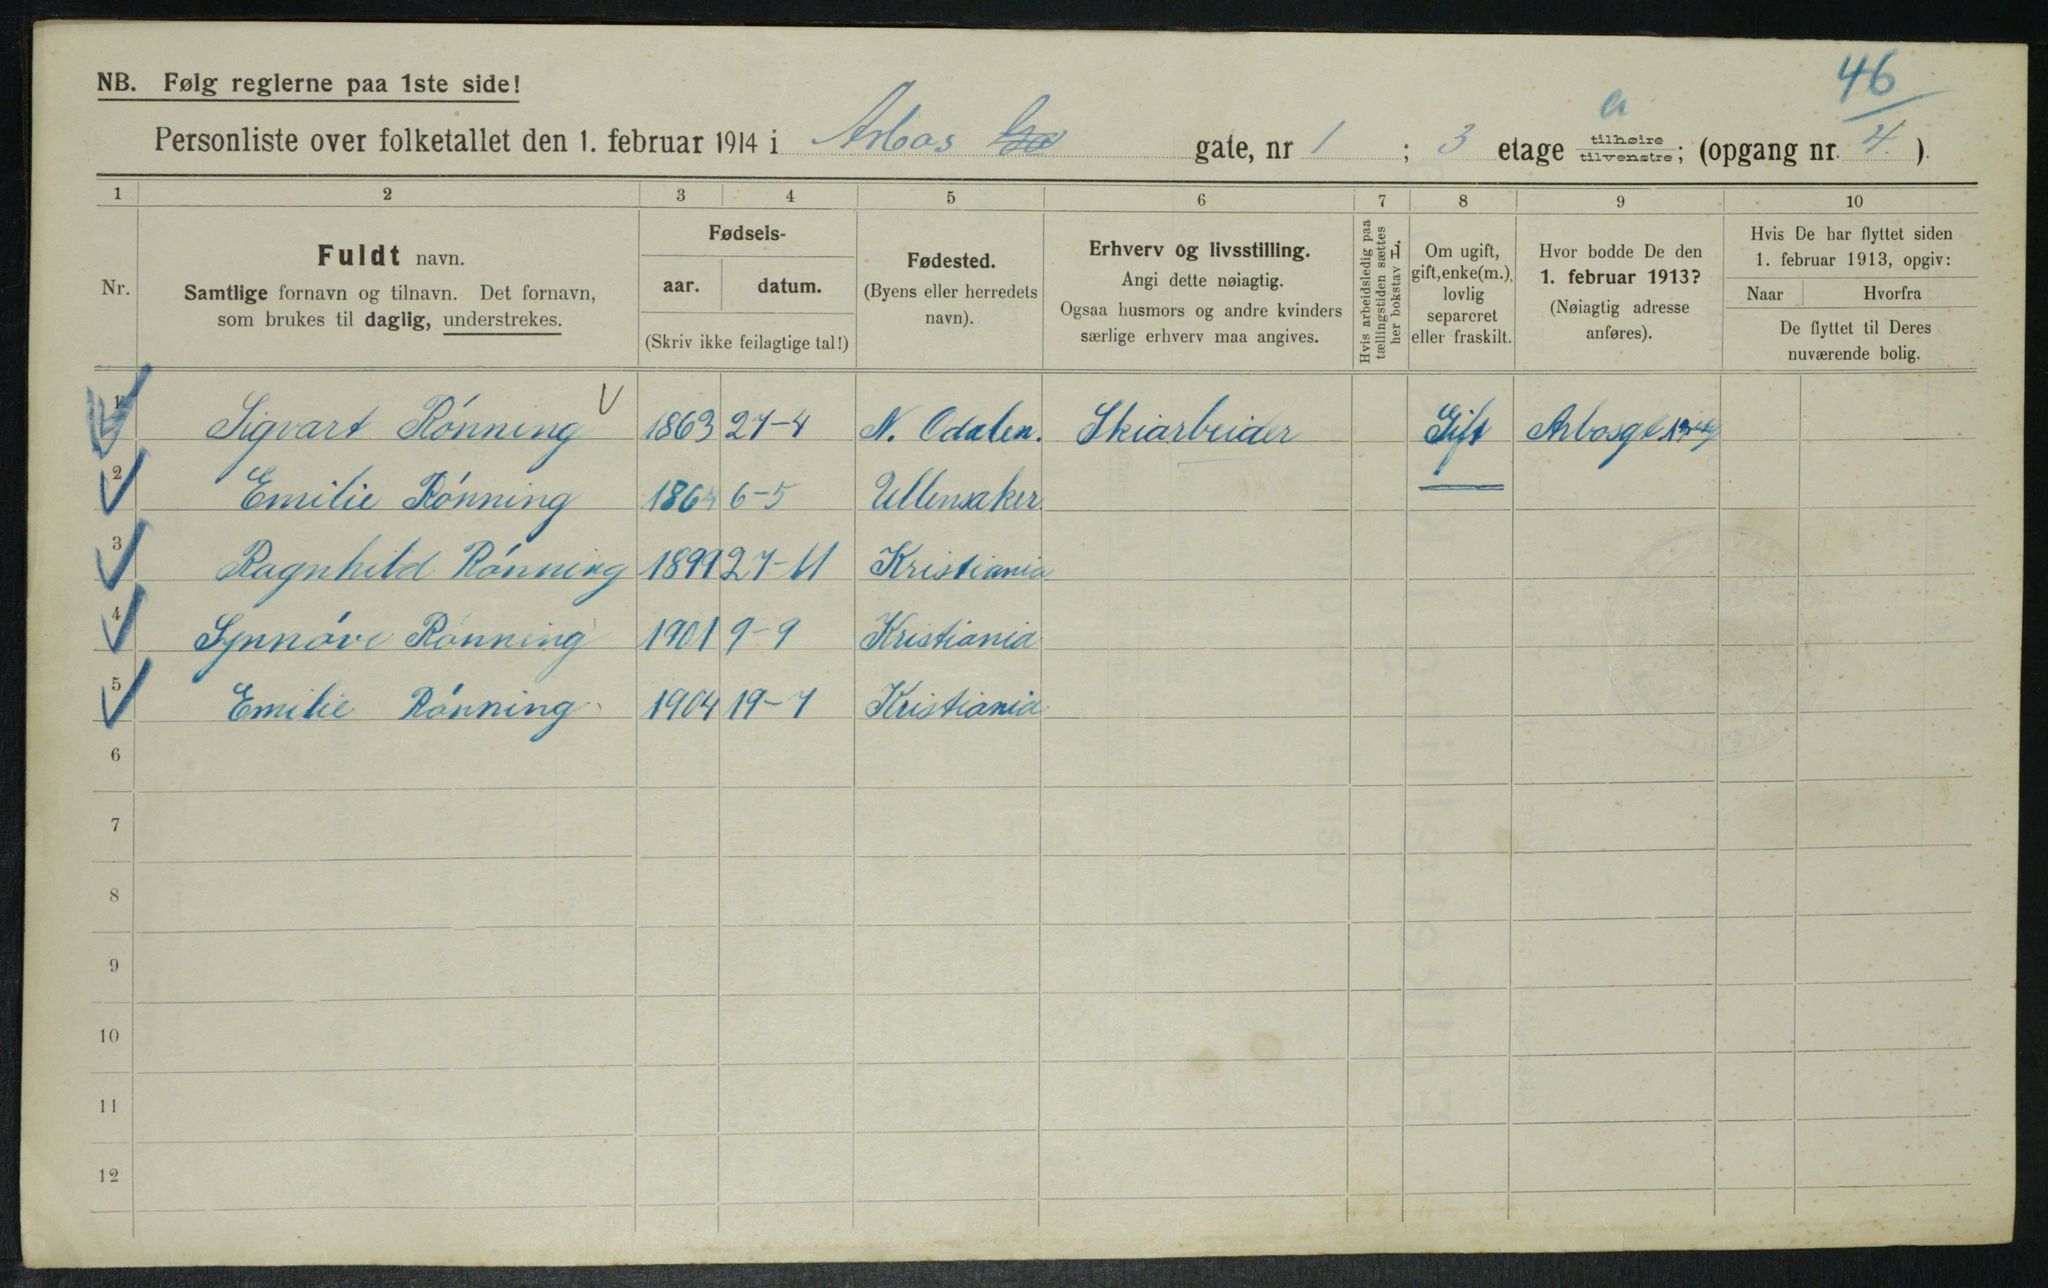 46
NB. Følg reglerne paa 1ste side!
Personliste over folketallet den 1. februar 1914 i Arbos gate, nr 1 ; 3 etage tilhøire tilvenstre; (opgang nr. 4 ).
1 2 3 4 5 6 7 8 9 10
Nr.
Fuldt navn.
Samtlige fornavn og tilnavn. Det fornavn,
som brukes til daglig, understrekes.
Fødsels-
aar. datum.
(Skriv ikke feilagtige tal!)
Fødested.
(Byens eller herredets
navn).
Erhverv og livsstilling.
Angi dette nøiagtig.
Ogsaa husmors og andre kvinders
særlige erhverv maa angives.
Hvis arbeidsledig paa
tællingstiden sættes
her bokstav L.
Om ugift,
gift, enke(m.),
lovlig
separeret
eller fraskilt.
Hvor bodde De den
1. februar 1913?
(Nøiagtig adresse
anføres).
Hvis De har flyttet siden
1. februar 1913, opgiv:
Naar Hvorfra
De flyttet til Deres
nuværende bolig.
1 Sigvart Rønning 1863 27-4 N. Odalen. Skiarbeider Gift Arbosgt
2 Emilie Rønning 1864 6-5 Ullensaker
3 Ragnhild Rønning 1899 27-11 Kristiania
4 Synnøve Rønning 1901 9-9 Kristiania
5 Emilie Rønning 1904 19-7 Kristiania
6
7
8
9
10
11
12